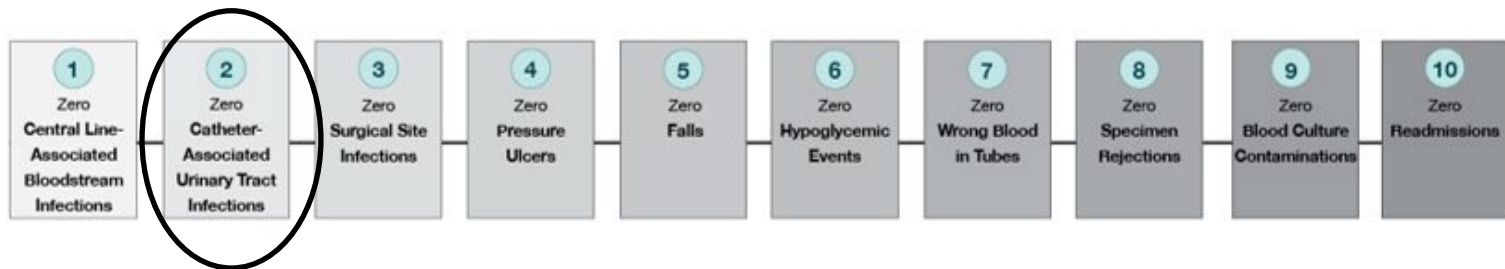 1
Zero
Central Line-
Associated
Bloodstream
Infections
2
Zero
Catheter-
Associated
Urinary Tract
Infections
3
Zero
Surgical Site
Infections
4
Zero
Pressure
Ulcers
5
Zero
Falls
6
Zero
Hypoglycemic
Events
7
Zero
Wrong Blood
in Tubes
8
Zero
Specimen
Rejections
9
Zero
Blood Culture
Contaminations
10
Zero
Readmissions